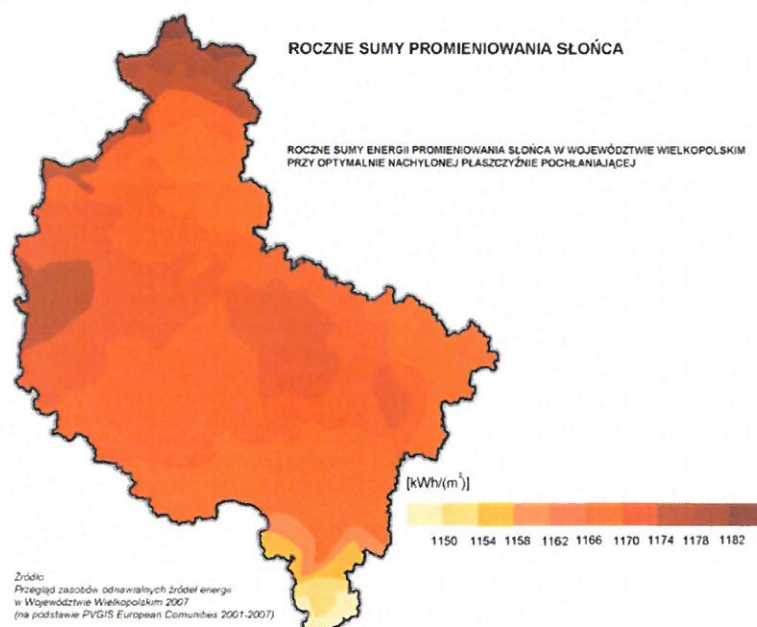 ROCZNE SUMY PROMIENIOWANIA SŁOŃCA
ROCZNE SUMY ENERGII PROMIENIOWANIA SŁOŃCA W WOJEWÓDZTWIE WIELKOPOLSKIM
PRZY OPTYMALNIE NACHYLONEJ PŁASZCZYŹNIE POCHŁANIAJĄCEJ
[kWh/(m²)]
1150 1154 1158 1162 1166 1170 1174 1178 1182
Źródło
Przegląd zasobów odnawialnych źródeł energii
w Województwie Wielkopolskim 2007
(na podstawie PVGIS European Comunities 2001-2007)